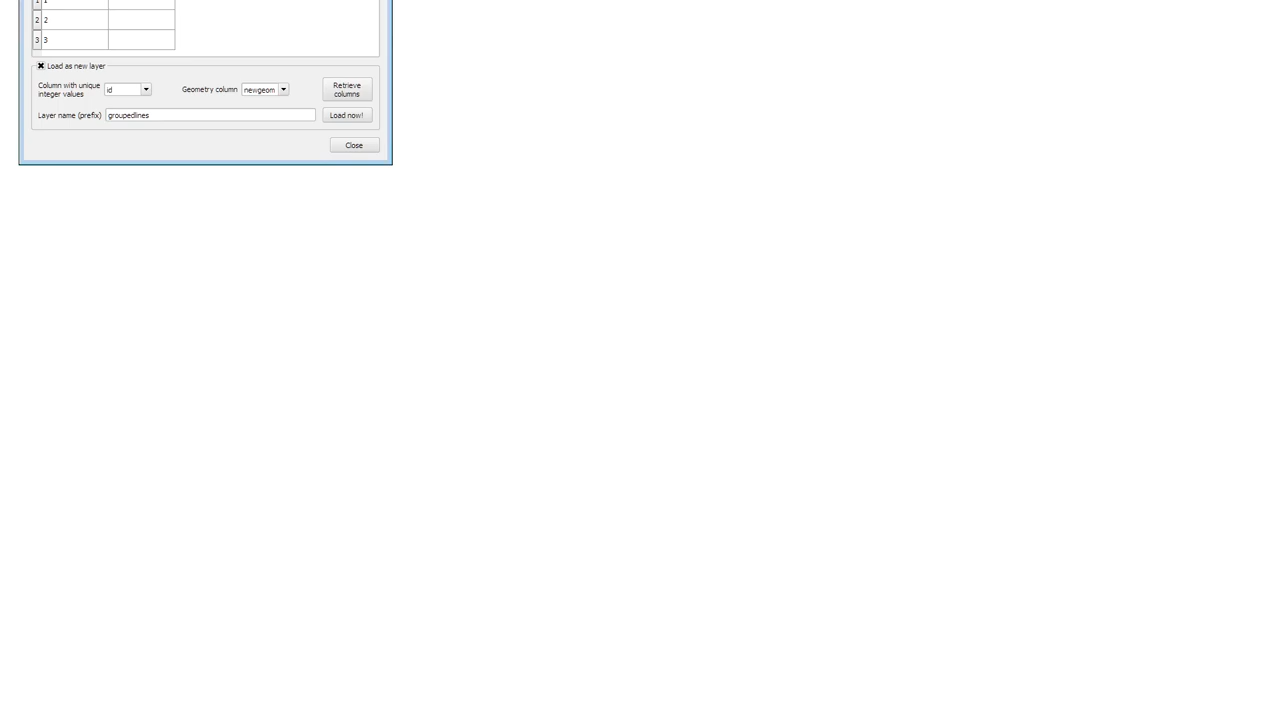 1 1
2 2
3 3
Load as new layer
Column with unique
integer values
id
Geometry column
newgeom
Retrieve
columns
Layer name (prefix)
groupedlines
Load now!
Close